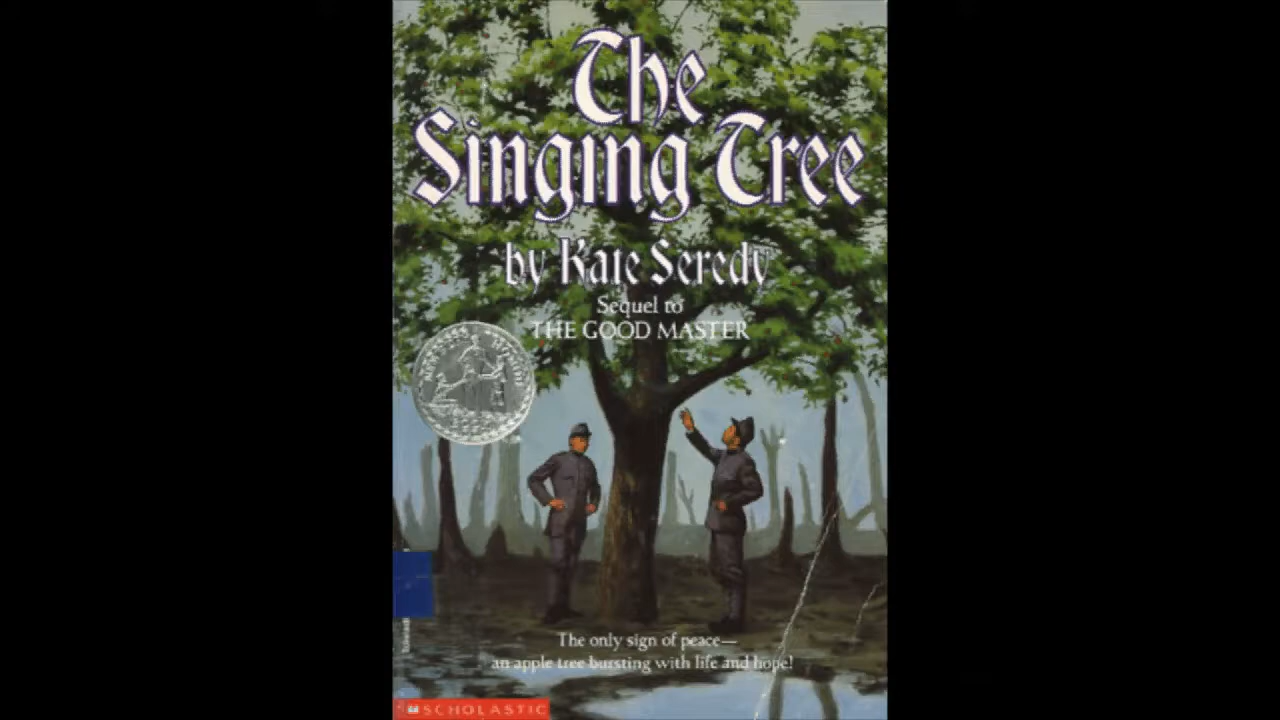 The
Singing Tree
by Kate Seredy
Sequel to
THE GOOD MASTER
The only sign of peace—
an apple tree bursting with life and hope!
SCHOLASTIC